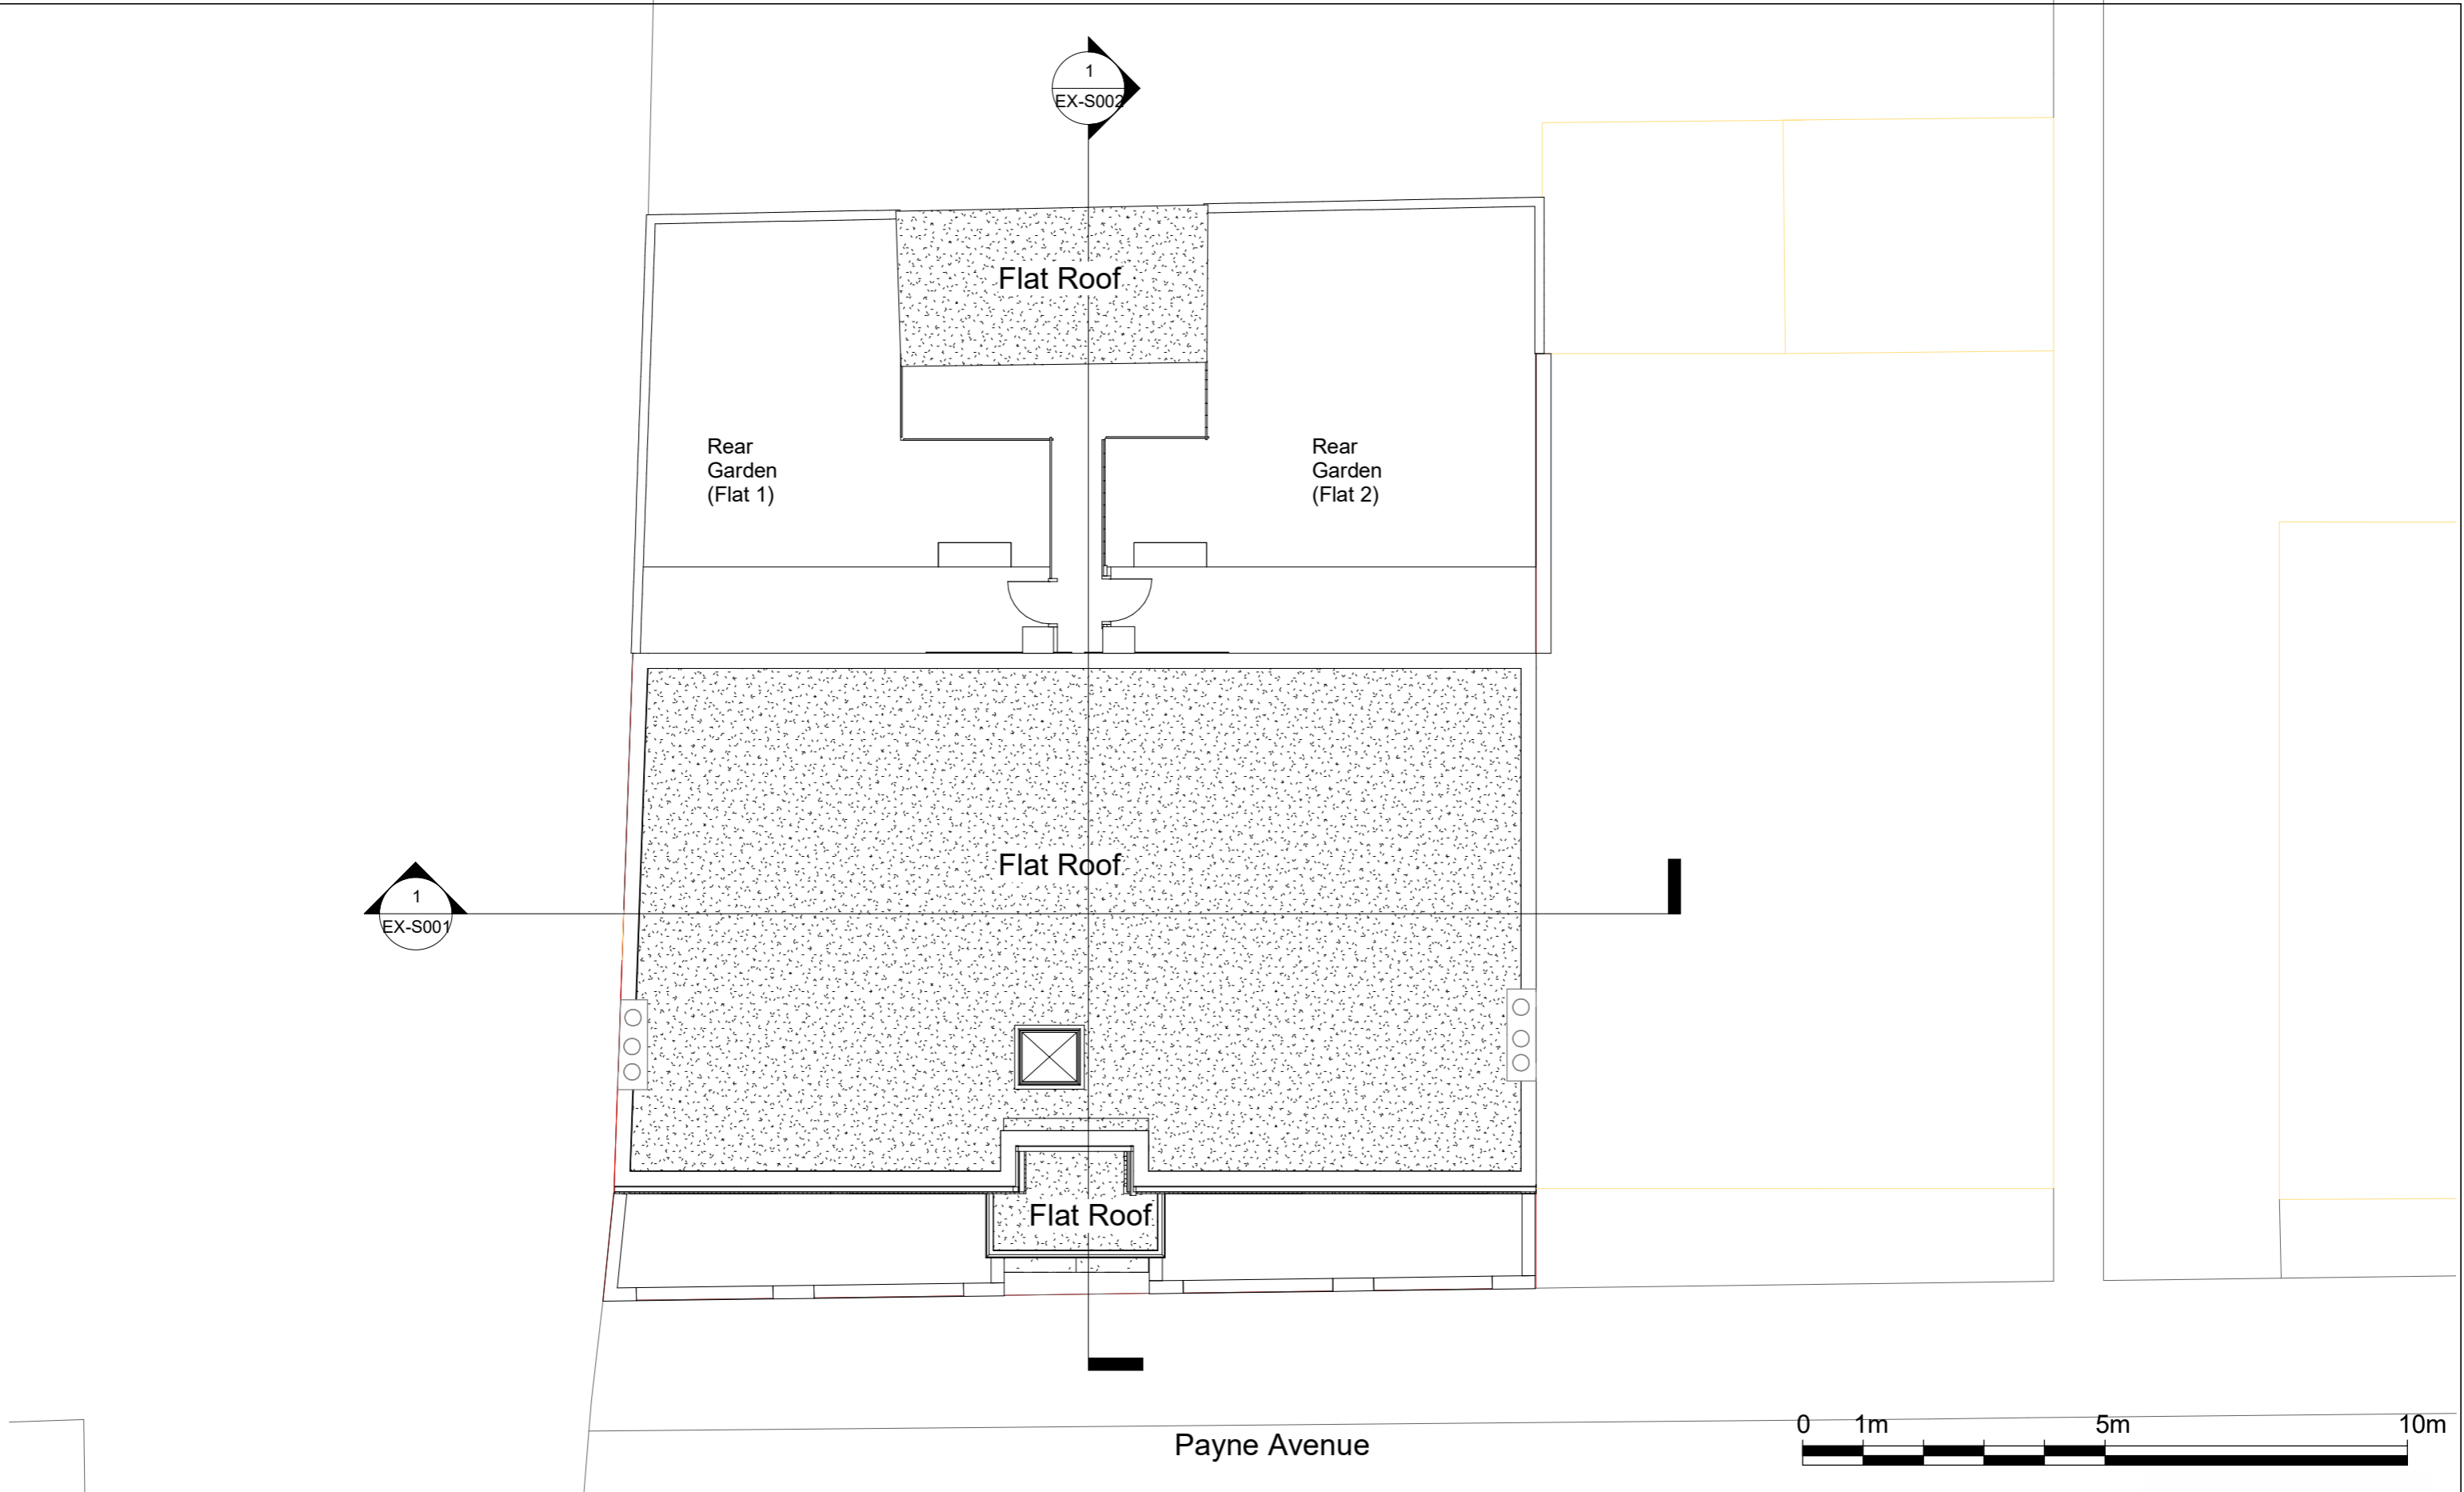 1
EX-S002
Flat Roof
Rear
Garden
(Flat 1)
Rear
Garden
(Flat 2)
Flat Roof
1
EX-S001
Flat Roof
Payne Avenue
0 1m 5m 10m